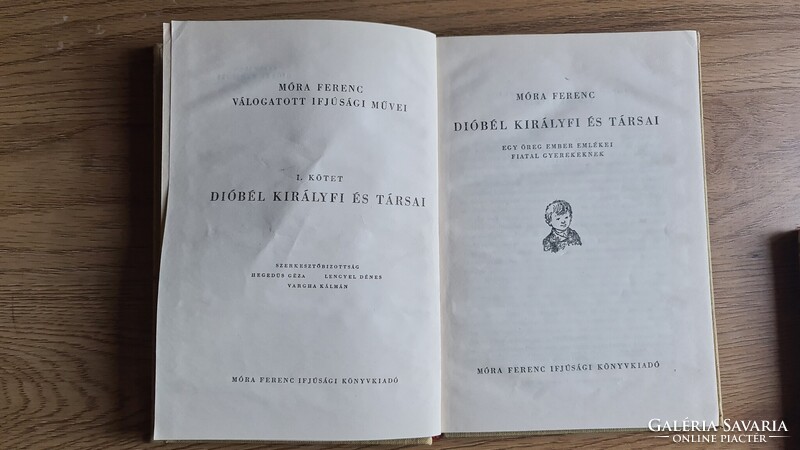 MÓRA FERENC
VÁLOGATOTT IFJÚSÁGI MŰVEI
I. KÖTET
DIÓBÉL KIRÁLYFI ÉS TÁRSAI
SZERKESZTŐBIZOTTSÁG
HEGEDÜS GÉZA LENGYEL DÉNES
VARGHA KÁLMÁN
MÓRA FERENC IFJÚSÁGI KÖNYVKIADÓ
MÓRA FERENC
DIÓBÉL KIRÁLYFI ÉS TÁRSAI
EGY ÖREG EMBER EMLÉKEI
FIATAL GYEREKEKNEK
MÓRA FERENC IFJÚSÁGI KÖNYVKIADÓ
GALÉRIA SAVARIA
ONLINE PIACTÉR